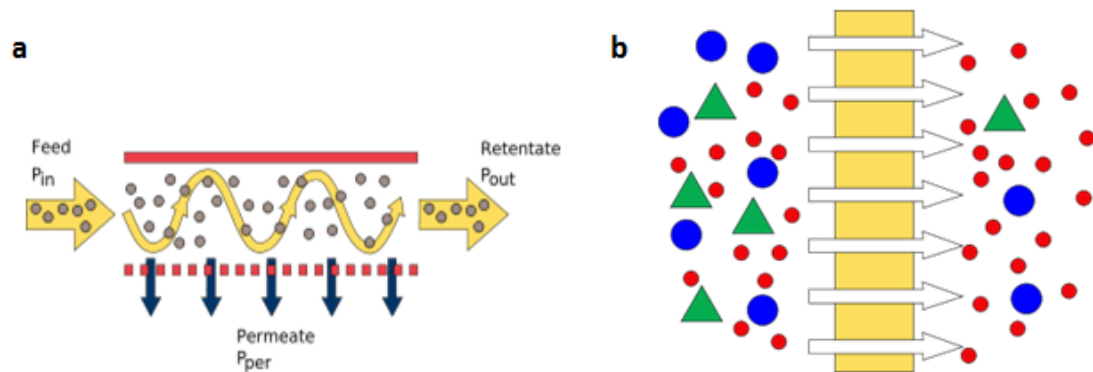 a
Feed
Pin
Retentate
Pout
Permeate
Pper
b